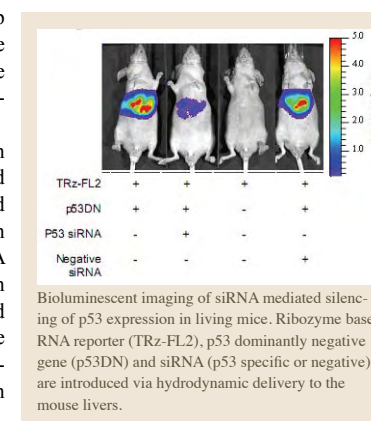 5.0
4.0
3.0
2.0
1.0
TRz-FL2 + + + +
p53DN + + - +
P53 siRNA - + - -
Negative siRNA - - - +
Bioluminescent imaging of siRNA mediated silenc-
ing of p53 expression in living mice. Ribozyme base
RNA reporter (TRz-FL2), p53 dominantly negative
gene (p53DN) and siRNA (p53 specific or negative)
are introduced via hydrodynamic delivery to the
mouse livers.